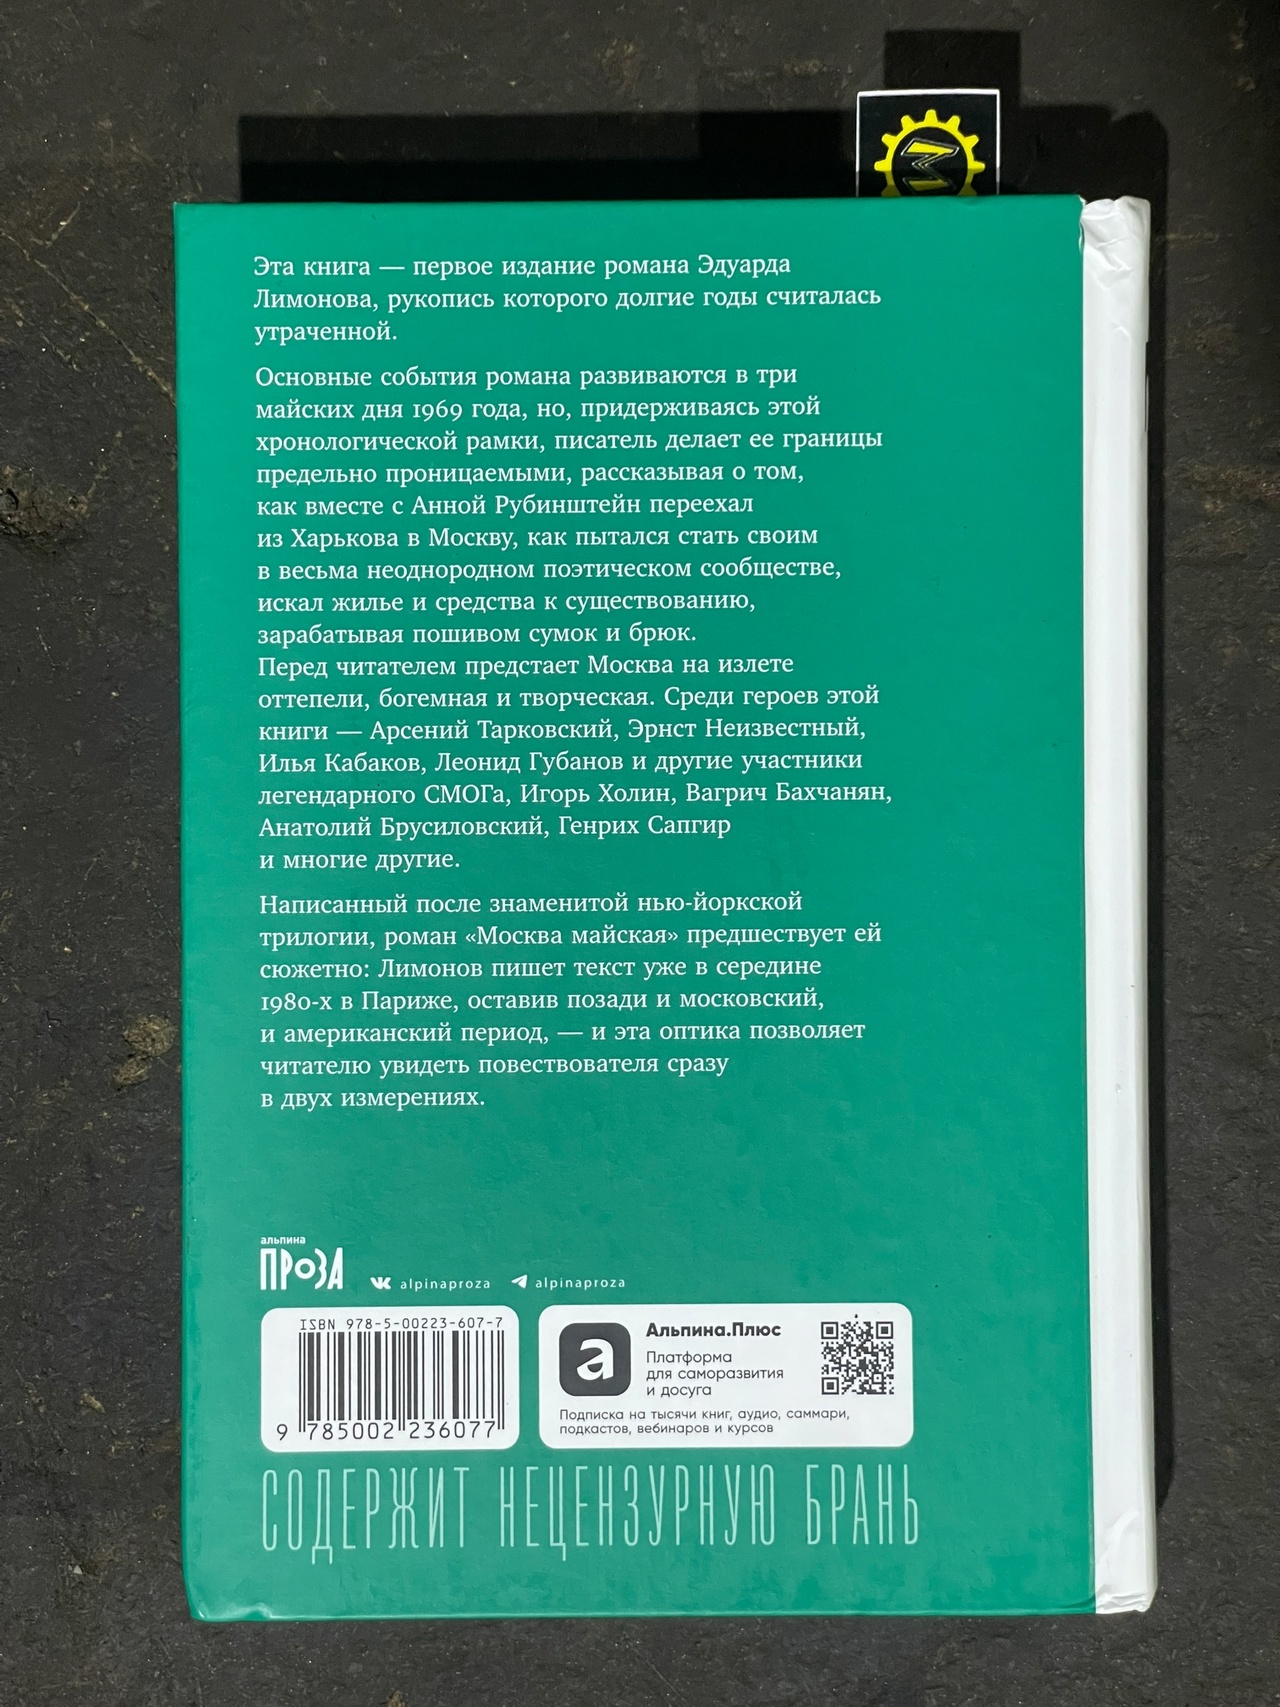 Эта книга — первое издание романа Эдуарда
Лимонова, рукопись которого долгие годы считалась
утраченной.
Основные события романа развиваются в три
майских дня 1969 года, но, придерживаясь этой
хронологической рамки, писатель делает ее границы
предельно проницаемыми, рассказывая о том,
как вместе с Анной Рубинштейн переехал
из Харькова в Москву, как пытался стать своим
в весьма неоднородном поэтическом сообществе,
искал жилье и средства к существованию,
зарабатывая пошивом сумок и брюк.
Перед читателем предстает Москва на излете
оттепели, богемная и творческая. Среди героев этой
книги — Арсений Тарковский, Эрнст Неизвестный,
Илья Кабаков, Леонид Губанов и другие участники
легендарного СМОГа, Игорь Холин, Вагрич Бахчанян,
Анатолий Брусиловский, Генрих Сапгир
и многие другие.
Написанный после знаменитой нью-йоркской
трилогии, роман «Москва майская» предшествует ей
сюжетно: Лимонов пишет текст уже в середине
1980-х в Париже, оставив позади и московский,
и американский период, — и эта оптика позволяет
читателю увидеть повествователя сразу
в двух измерениях.
альпина
ПРОЗА
alpinaproza alpinaproza
ISBN 978-5-00223-607-7
9 785002 236077
а
Альпина.Плюс
Платформа
для саморазвития
и досуга
Подписка на тысячи книг, аудио, саммари,
подкастов, вебинаров и курсов
СОДЕРЖИТ НЕЦЕНЗУРНУЮ БРАНЬ